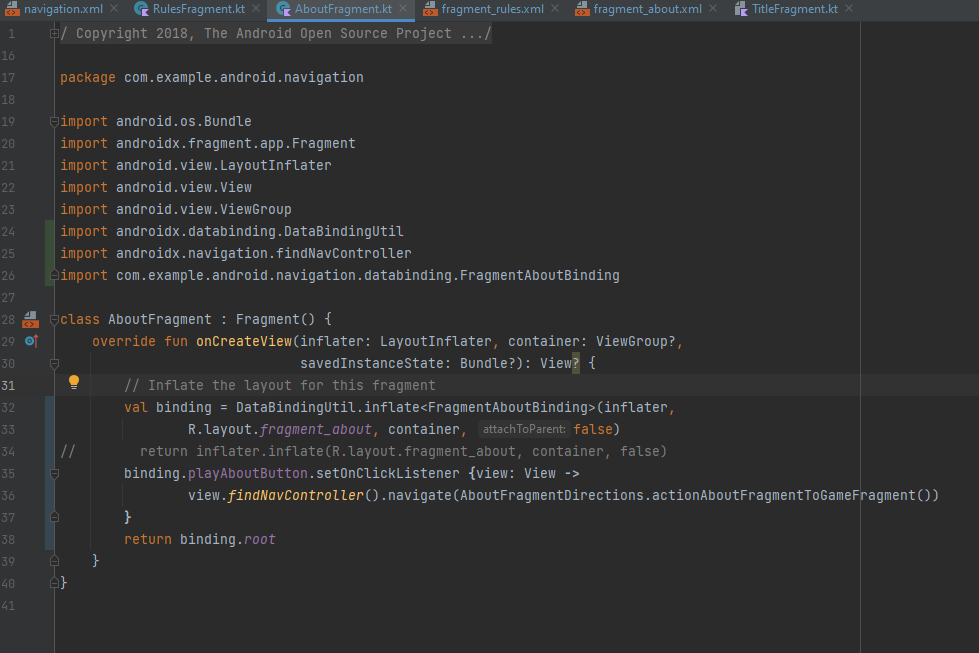 navigation.xml RulesFragment.kt AboutFragment.kt fragment_rules.xml fragment_about.xml TitleFragment.kt
1 / Copyright 2018, The Android Open Source Project .../
16
17 package com.example.android.navigation
18
19 import android.os.Bundle
20 import androidx.fragment.app.Fragment
21 import android.view.LayoutInflater
22 import android.view.View
23 import android.view.ViewGroup
24 import androidx.databinding.DataBindingUtil
25 import androidx.navigation.findNavController
26 import com.example.android.navigation.databinding.FragmentAboutBinding
27
28 class AboutFragment : Fragment() {
29 override fun onCreateView(inflater: LayoutInflater, container: ViewGroup?,
30 savedInstanceState: Bundle?): View? {
31 // Inflate the layout for this fragment
32 val binding = DataBindingUtil.inflate<FragmentAboutBinding>(inflater,
33 R.layout.fragment_about, container, attachToParent: false)
34 // return inflater.inflate(R.layout.fragment_about, container, false)
35 binding.playAboutButton.setOnClickListener {view: View ->
36 view.findNavController().navigate(AboutFragmentDirections.actionAboutFragmentToGameFragment())
37 }
38 return binding.root
39 }
40 }
41